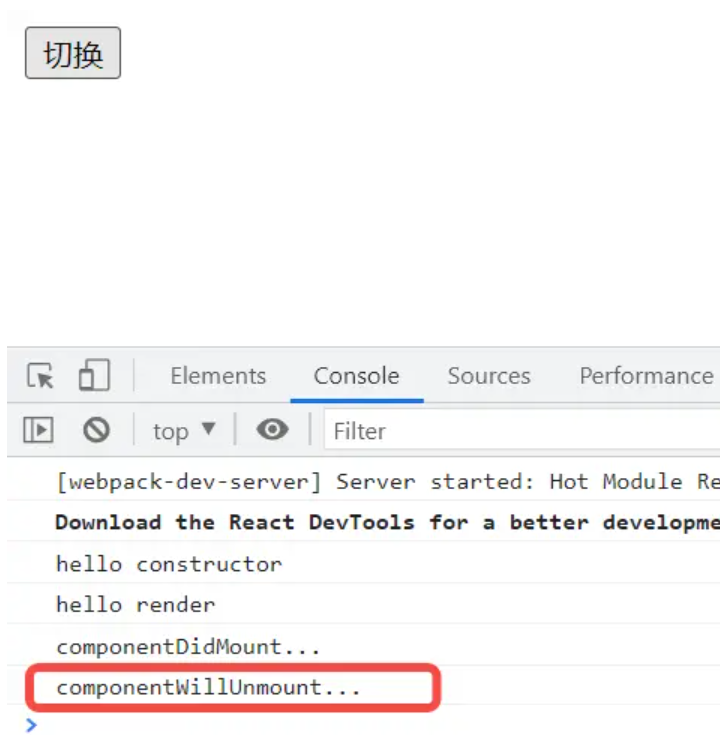 切换
Elements Console Sources Performance
top Filter
[webpack-dev-server] Server started: Hot Module Re
Download the React DevTools for a better developme
hello constructor
hello render
componentDidMount...
componentWillUnmount...